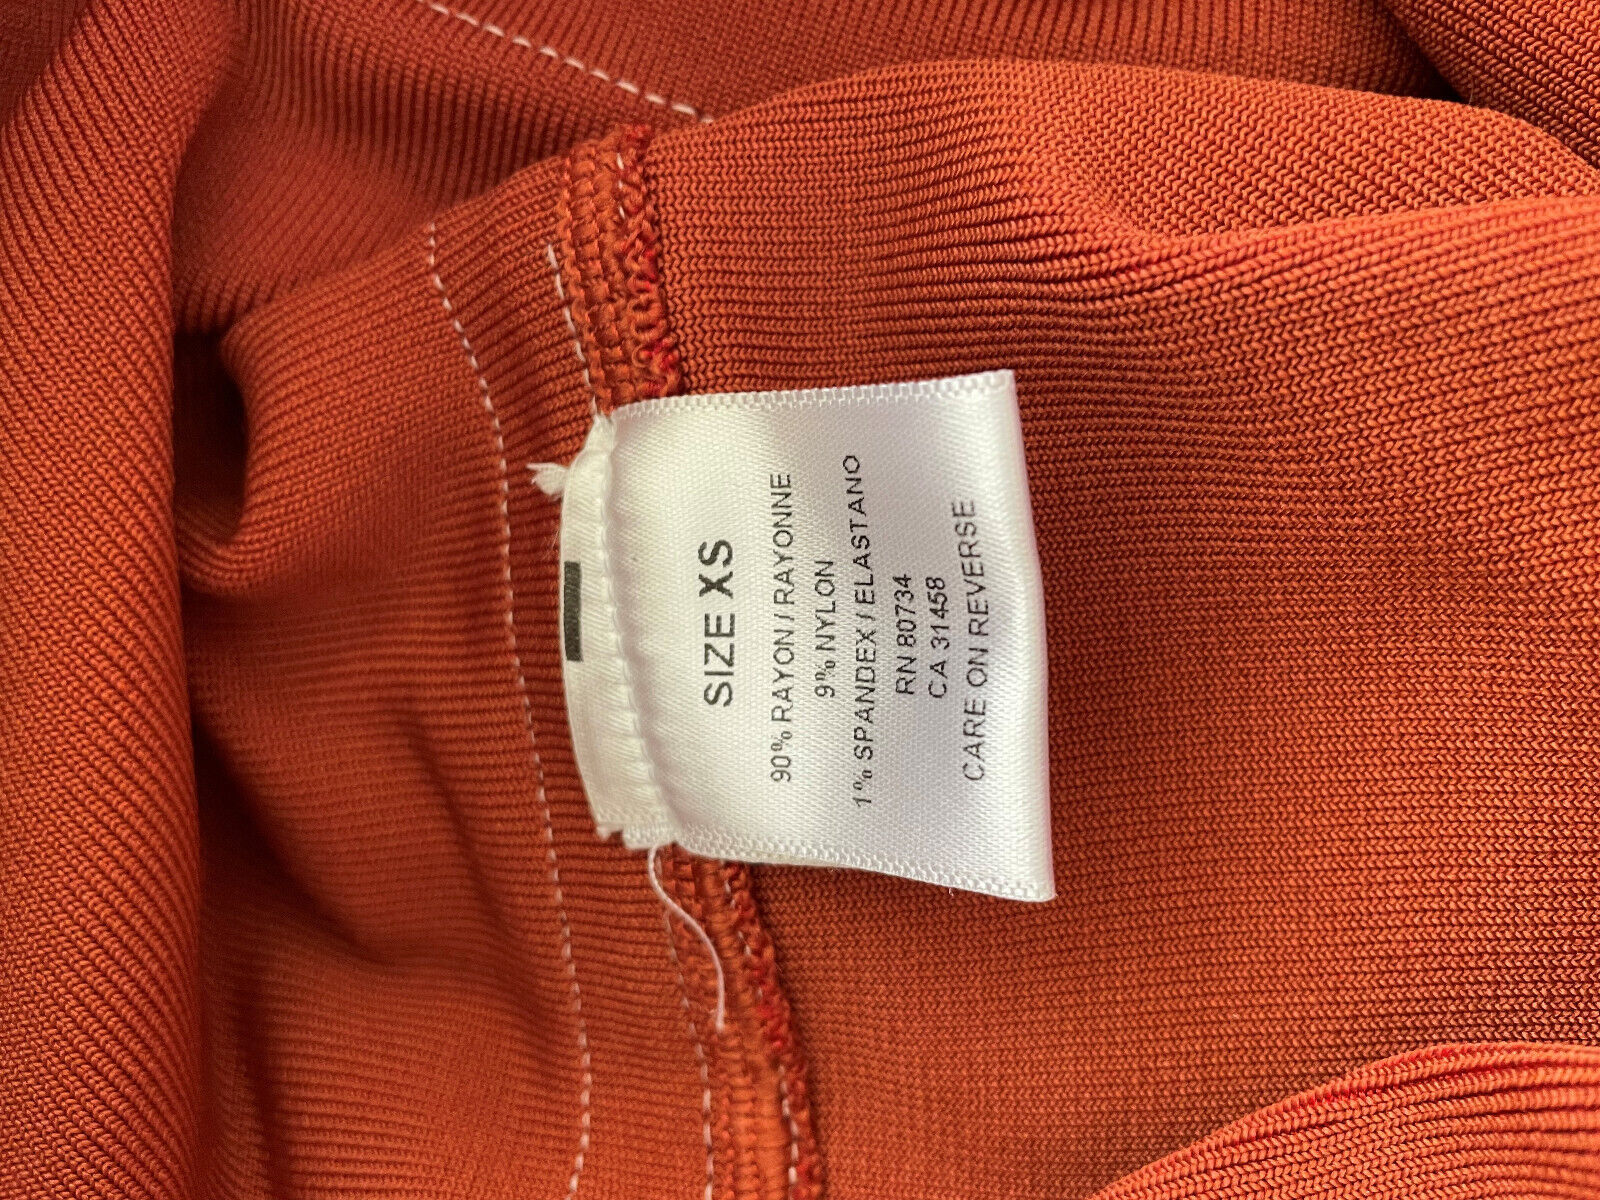 SIZE XS
90% RAYON/RAYONNE
9% NYLON
1% SPANDEX/ELASTANO
RN 80734
CA 31458
CARE ON REVERSE